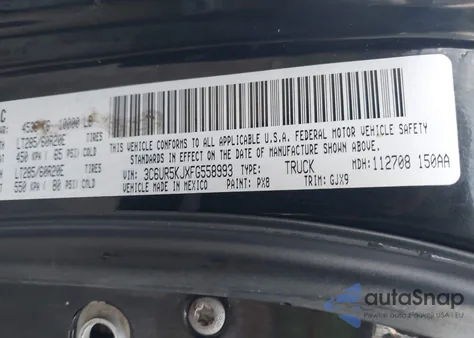 LT285/60R20E TIRES
450 KPA ( 65 PSI) COLD
LT285/60R20E TIRES
550 KPA ( 80 PSI) COLD
THIS VEHICLE CONFORMS TO ALL APPLICABLE U.S.A. FEDERAL MOTOR VEHICLE SAFETY
STANDARDS IN EFFECT ON THE DATE OF MANUFACTURE SHOWN ABOVE.
VIN: 3C6UR5KJXFG558993 TYPE: TRUCK MDH: 112708 150AA
MADE IN MEXICO PAINT: PX8 TRIM: GJX9
autoSnap